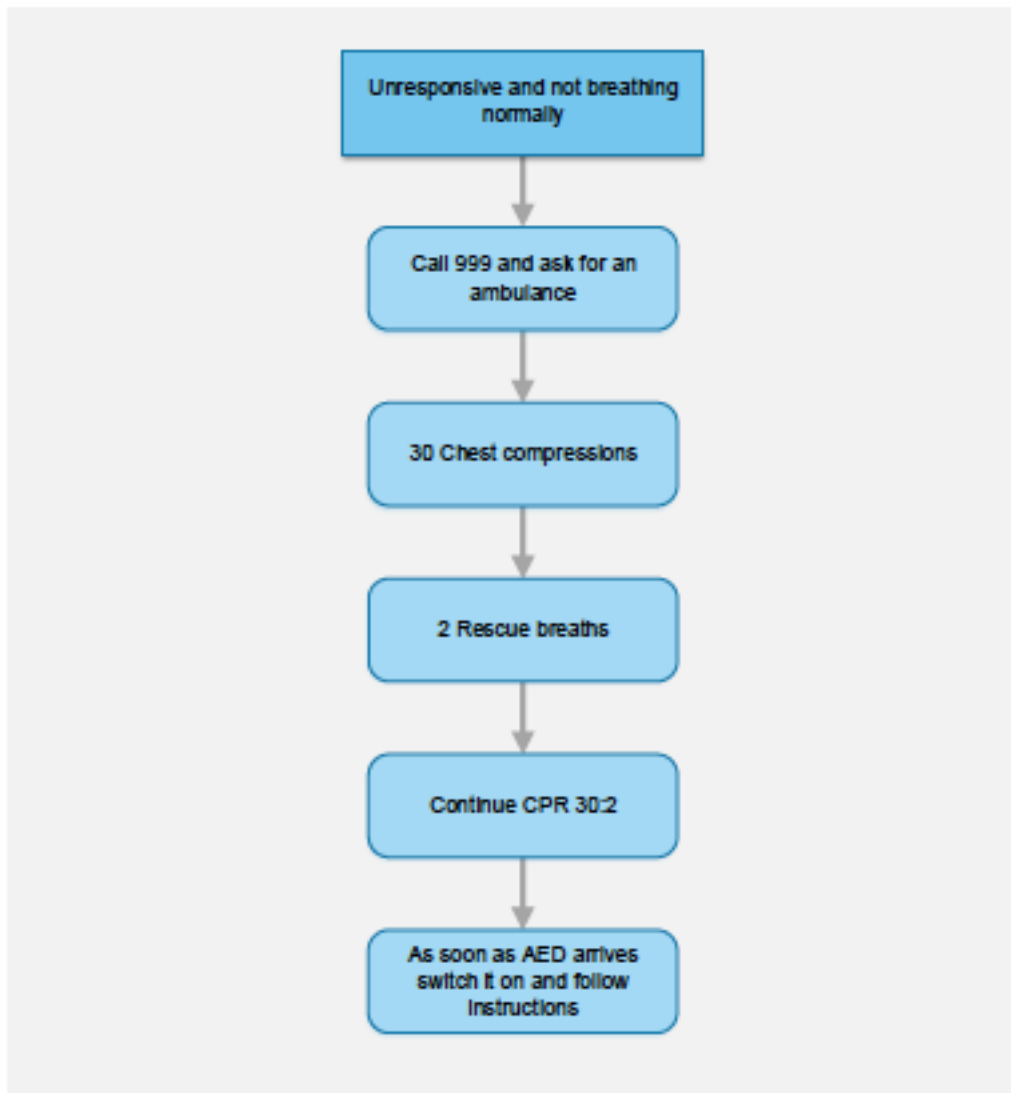 Unresponsive and not breathing
normally
Call 999 and ask for an
ambulance
30 Chest compressions
2 Rescue breaths
Continue CPR 30:2
As soon as AED arrives
switch it on and follow
instructions